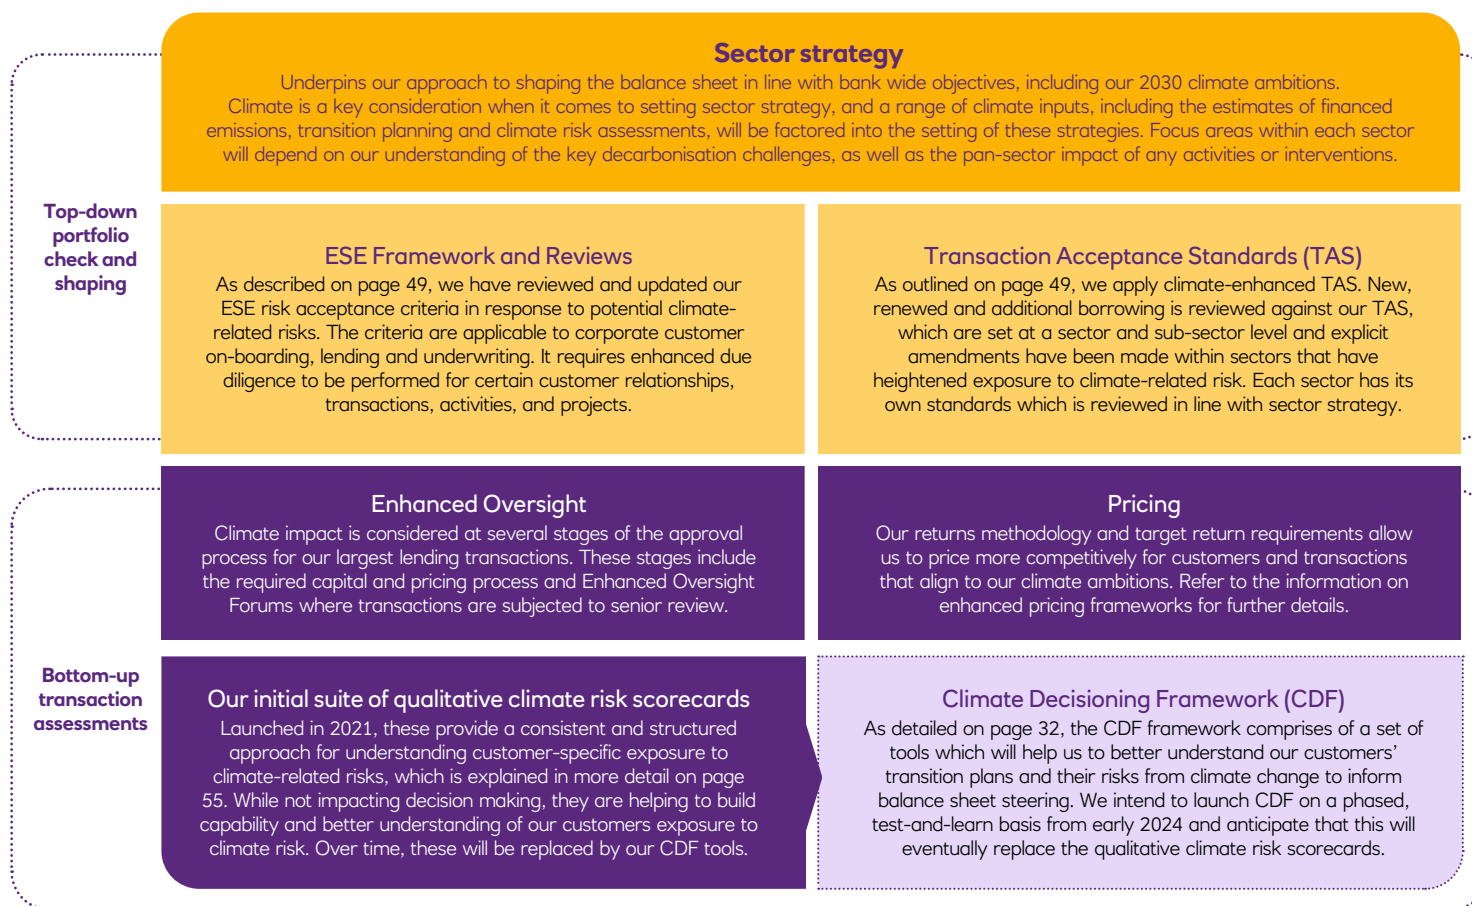 Sector strategy
Underpins our approach to shaping the balance sheet in line with bank wide objectives, including our 2030 climate ambitions.
Climate is a key consideration when it comes to setting sector strategy, and a range of climate inputs, including the estimates of financed
emissions, transition planning and climate risk assessments, will be factored into the setting of these strategies. Focus areas within each sector
will depend on our understanding of the key decarbonisation challenges, as well as the pan-sector impact of any activities or interventions.
Top-down
portfolio
check and
shaping
ESE Framework and Reviews
As described on page 49, we have reviewed and updated our
ESE risk acceptance criteria in response to potential climate-
related risks. The criteria are applicable to corporate customer
on-boarding, lending and underwriting. It requires enhanced due
diligence to be performed for certain customer relationships,
transactions, activities, and projects.
Transaction Acceptance Standards (TAS)
As outlined on page 49, we apply climate-enhanced TAS. New,
renewed and additional borrowing is reviewed against our TAS,
which are set at a sector and sub-sector level and explicit
amendments have been made within sectors that have
heightened exposure to climate-related risk. Each sector has its
own standards which is reviewed in line with sector strategy.
Enhanced Oversight
Climate impact is considered at several stages of the approval
process for our largest lending transactions. These stages include
the required capital and pricing process and Enhanced Oversight
Forums where transactions are subjected to senior review.
Pricing
Our returns methodology and target return requirements allow
us to price more competitively for customers and transactions
that align to our climate ambitions. Refer to the information on
enhanced pricing frameworks for further details.
Bottom-up
transaction
assessments
Our initial suite of qualitative climate risk scorecards
Launched in 2021, these provide a consistent and structured
approach for understanding customer-specific exposure to
climate-related risks, which is explained in more detail on page
55. While not impacting decision making, they are helping to build
capability and better understanding of our customers exposure to
climate risk. Over time, these will be replaced by our CDF tools.
Climate Decisioning Framework (CDF)
As detailed on page 32, the CDF framework comprises of a set of
tools which will help us to better understand our customers’
transition plans and their risks from climate change to inform
balance sheet steering. We intend to launch CDF on a phased,
test-and-learn basis from early 2024 and anticipate that this will
eventually replace the qualitative climate risk scorecards.